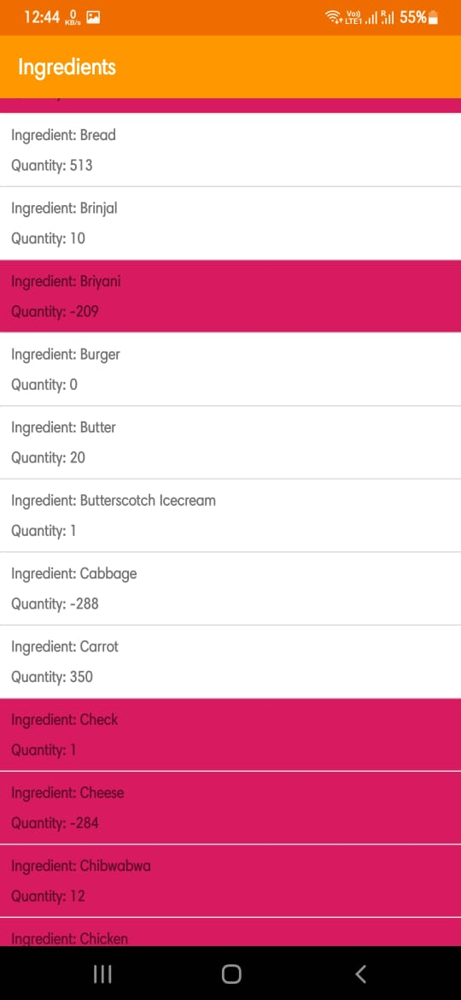 12:44 0 KB/s Vo) LTE1 R 55%
Ingredients
Ingredient: Bread
Quantity: 513
Ingredient: Brinjal
Quantity: 10
Ingredient: Briyani
Quantity: -209
Ingredient: Burger
Quantity: 0
Ingredient: Butter
Quantity: 20
Ingredient: Butterscotch Icecream
Quantity: 1
Ingredient: Cabbage
Quantity: -288
Ingredient: Carrot
Quantity: 350
Ingredient: Check
Quantity: 1
Ingredient: Cheese
Quantity: -284
Ingredient: Chibwabwa
Quantity: 12
Ingredient: Chicken